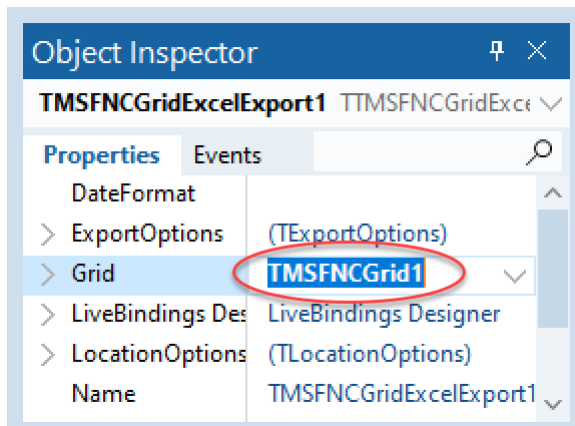 Object Inspector
TMSFNCGridExcelExport1 TTMSFNCGridExce
Properties Events
DateFormat
ExportOptions (TExportOptions)
Grid TMSFNCGrid1
LiveBindings Des LiveBindings Designer
LocationOptions (TLocationOptions)
Name TMSFNCGridExcelExport1